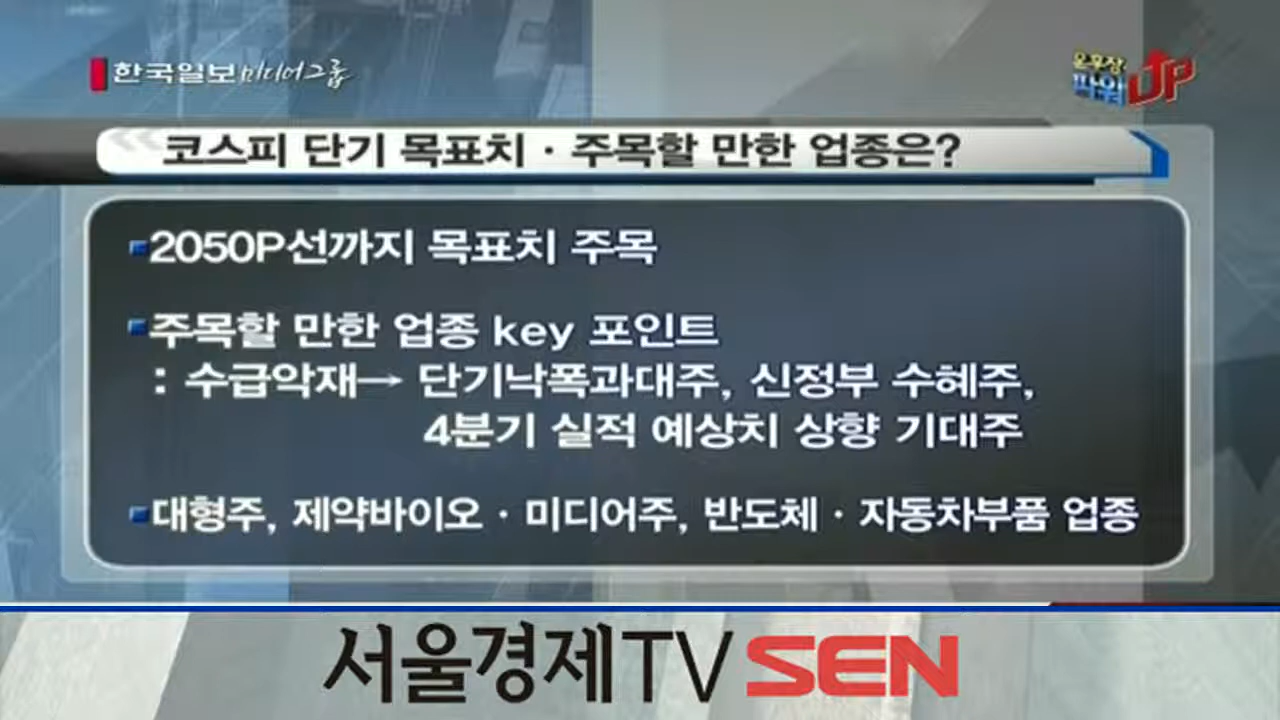 한국일보 미디어그룹
오후장 파워 UP
코스피 단기 목표치 · 주목할 만한 업종은?
2050P선까지 목표치 주목
주목할 만한 업종 key 포인트
: 수급악재→ 단기낙폭과대주, 신정부 수혜주,
4분기 실적 예상치 상향 기대주
대형주, 제약바이오 · 미디어주, 반도체 · 자동차부품 업종
서울경제TV SEN